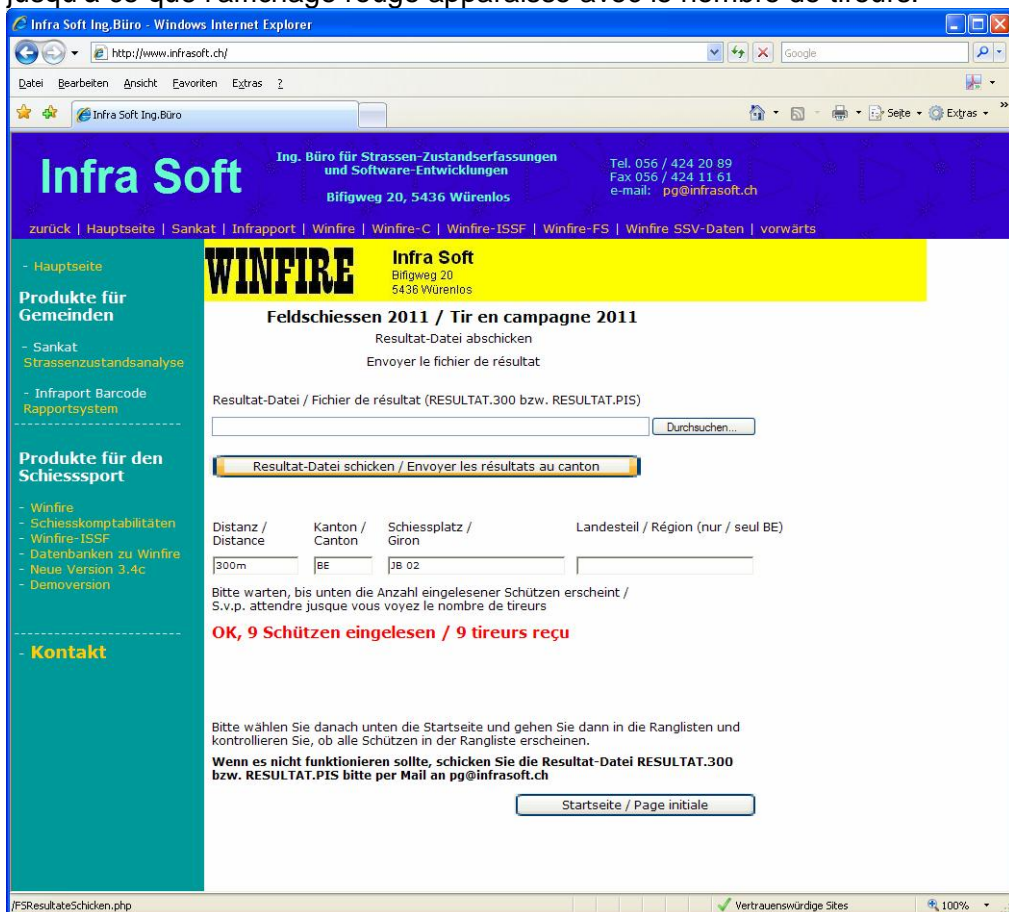 jusqu'à ce que l'affichage rouge apparaisse avec le nombre de tireurs.
Infra Soft Ing.Büro - Windows Internet Explorer
http://www.infrasoft.ch/
Google
Datei Bearbeiten Ansicht Favoriten Extras ?
Infra Soft Ing.Büro
Seite Extras »
Infra Soft
Ing. Büro für Strassen-Zustandserfassungen
und Software-Entwicklungen
Bifigweg 20, 5436 Würenlos
Tel. 056 / 424 20 89
Fax 056 / 424 11 61
e-mail: pg@infrasoft.ch
zurück | Hauptseite | Sankat | Infrapport | Winfire | Winfire-C | Winfire-ISSF | Winfire-FS | Winfire SSV-Daten | vorwärts
- Hauptseite
Produkte für
Gemeinden
- Sankat
Strassenzustandsanalyse
- Infraport Barcode
Rapportsystem
Produkte für den
Schiesssport
- Winfire
- Schiesskomptabilitäten
- Winfire-ISSF
- Datenbanken zu Winfire
- Neue Version 3.4c
- Demoversion
- Kontakt
WINFIRE
Infra Soft
Bifigweg 20
5436 Würenlos
Feldschiessen 2011 / Tir en campagne 2011
Resultat-Datei abschicken
Envoyer le fichier de résultat
Resultat-Datei / Fichier de résultat (RESULTAT.300 bzw. RESULTAT.PIS)
Durchsuchen...
Resultat-Datei schicken / Envoyer les résultats au canton
Distanz /
Distance
Kanton /
Canton
Schiessplatz /
Giron
Landesteil / Région (nur / seul BE)
300m
BE
JB 02
Bitte warten, bis unten die Anzahl eingelesener Schützen erscheint /
S.v.p. attendre jusque vous voyez le nombre de tireurs
OK, 9 Schützen eingelesen / 9 tireurs reçu
Bitte wählen Sie danach unten die Startseite und gehen Sie dann in die Ranglisten und
kontrollieren Sie, ob alle Schützen in der Rangliste erscheinen.
Wenn es nicht funktionieren sollte, schicken Sie die Resultat-Datei RESULTAT.300
bzw. RESULTAT.PIS bitte per Mail an pg@infrasoft.ch
Startseite / Page initiale
/FSResultateSchicken.php
Vertrauenswürdige Sites
100%